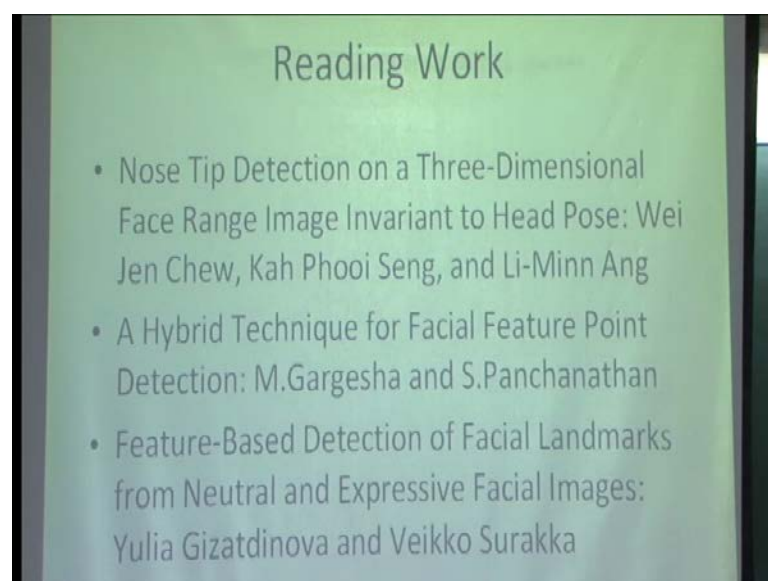 Reading Work
• Nose Tip Detection on a Three-Dimensional
Face Range Image Invariant to Head Pose: Wei
Jen Chew, Kah Phooi Seng, and Li-Minn Ang
• A Hybrid Technique for Facial Feature Point
Detection: M.Gargesha and S.Panchanathan
• Feature-Based Detection of Facial Landmarks
from Neutral and Expressive Facial Images:
Yulia Gizatdinova and Veikko Surakka